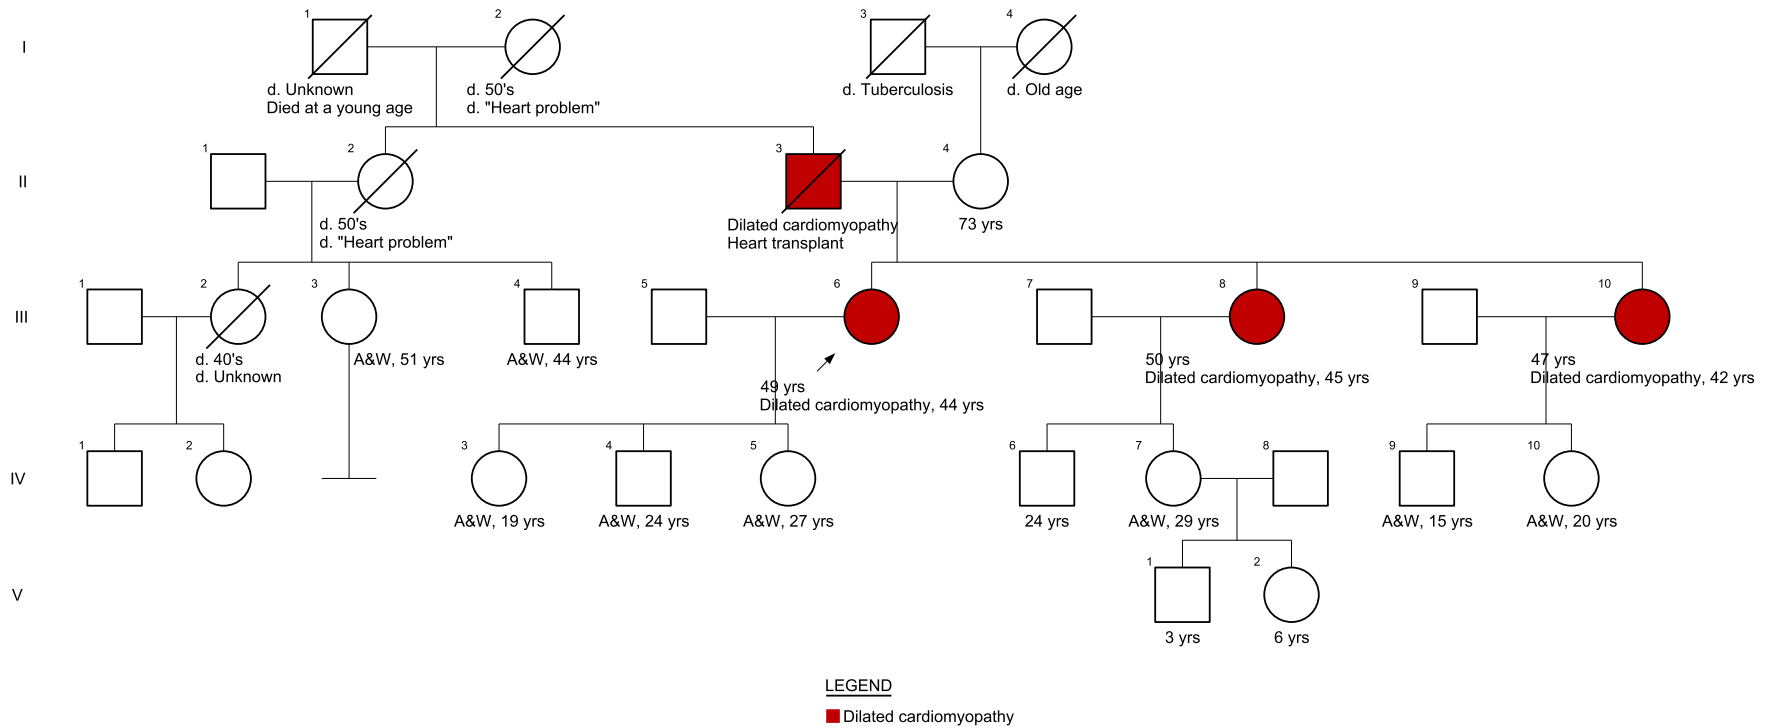 1
2
3
4
I
d. Unknown
Died at a young age
d. 50's
d. "Heart problem"
d. Tuberculosis
d. Old age
1
2
3
4
II
d. 50's
d. "Heart problem"
Dilated cardiomyopathy
Heart transplant
73 yrs
1
2
3
4
5
6
7
8
9
10
III
d. 40's
d. Unknown
A&W, 51 yrs
A&W, 44 yrs
49 yrs
Dilated cardiomyopathy, 44 yrs
50 yrs
Dilated cardiomyopathy, 45 yrs
47 yrs
Dilated cardiomyopathy, 42 yrs
1
2
3
4
5
6
7
8
9
10
IV
A&W, 19 yrs
A&W, 24 yrs
A&W, 27 yrs
24 yrs
A&W, 29 yrs
A&W, 15 yrs
A&W, 20 yrs
1
2
V
3 yrs
6 yrs
LEGEND
Dilated cardiomyopathy